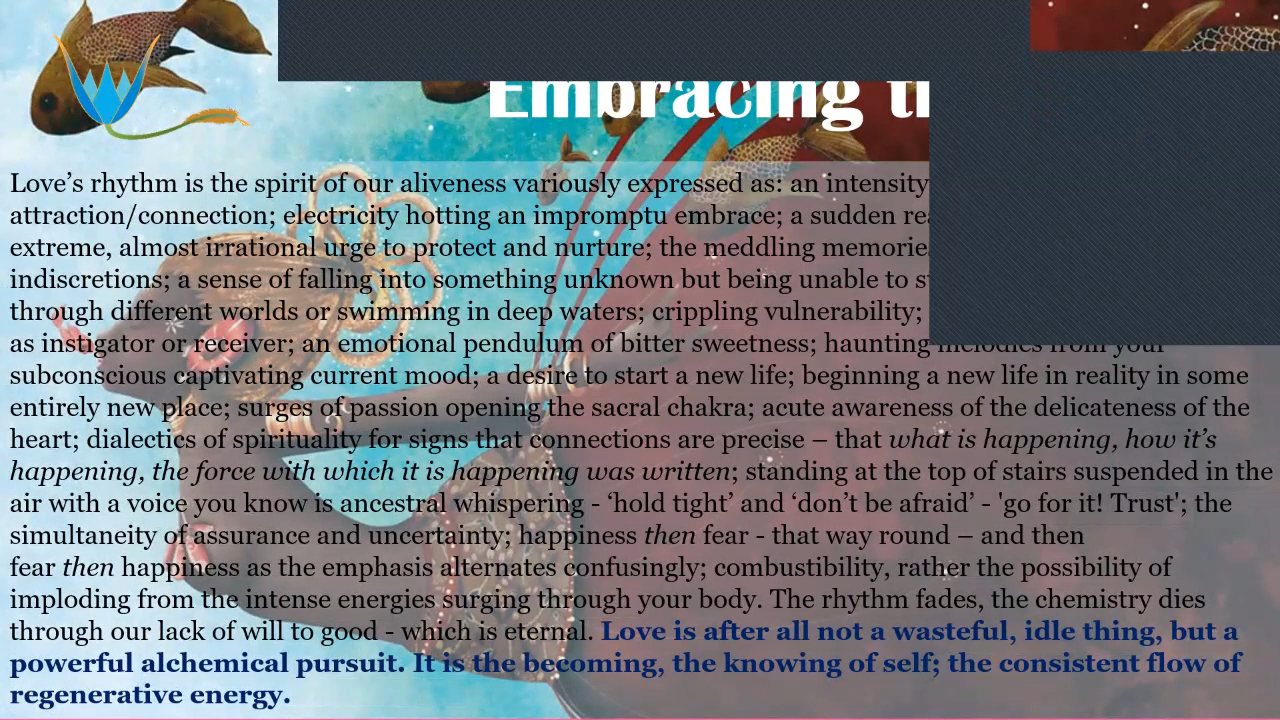 Embracing
Love’s rhythm is the spirit of our aliveness variously expressed as: an intensity
attraction/connection; electricity hotting an impromptu embrace; a sudden
extreme, almost irrational urge to protect and nurture; the meddling
indiscretions; a sense of falling into something unknown but being unable to
through different worlds or swimming in deep waters; crippling vulnerability;
as instigator or receiver; an emotional pendulum of bitter sweetness; haunting melodies from your
subconscious captivating current mood; a desire to start a new life; beginning a new life in reality in some
entirely new place; surges of passion opening the sacral chakra; acute awareness of the delicateness of the
heart; dialectics of spirituality for signs that connections are precise – that what is happening, how it’s
happening, the force with which it is happening was written; standing at the top of stairs suspended in the
air with a voice you know is ancestral whispering - ‘hold tight’ and ‘don’t be afraid’ - 'go for it! Trust'; the
simultaneity of assurance and uncertainty; happiness then fear - that way round – and then
fear then happiness as the emphasis alternates confusingly; combustibility, rather the possibility of
imploding from the intense energies surging through your body. The rhythm fades, the chemistry dies
through our lack of will to good - which is eternal. Love is after all not a wasteful, idle thing, but a
powerful alchemical pursuit. It is the becoming, the knowing of self; the consistent flow of
regenerative energy.